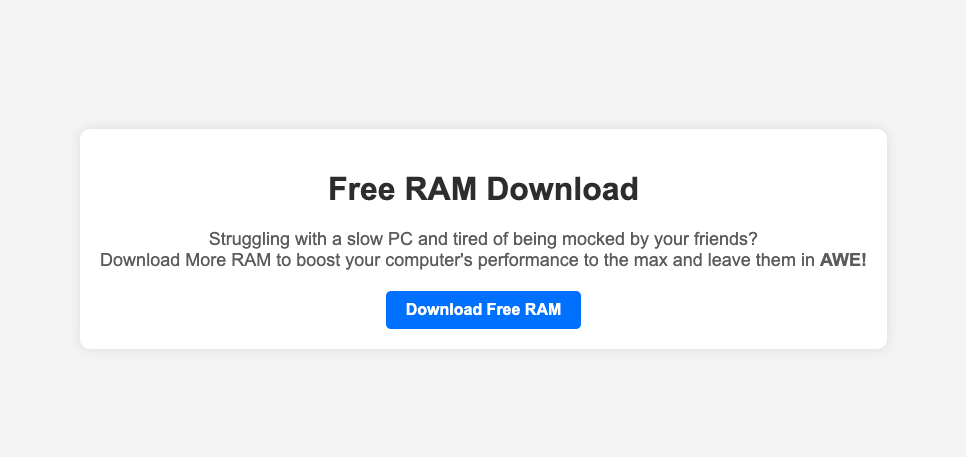 Free RAM Download
Struggling with a slow PC and tired of being mocked by your friends?
Download More RAM to boost your computer's performance to the max and leave them in AWE!
Download Free RAM